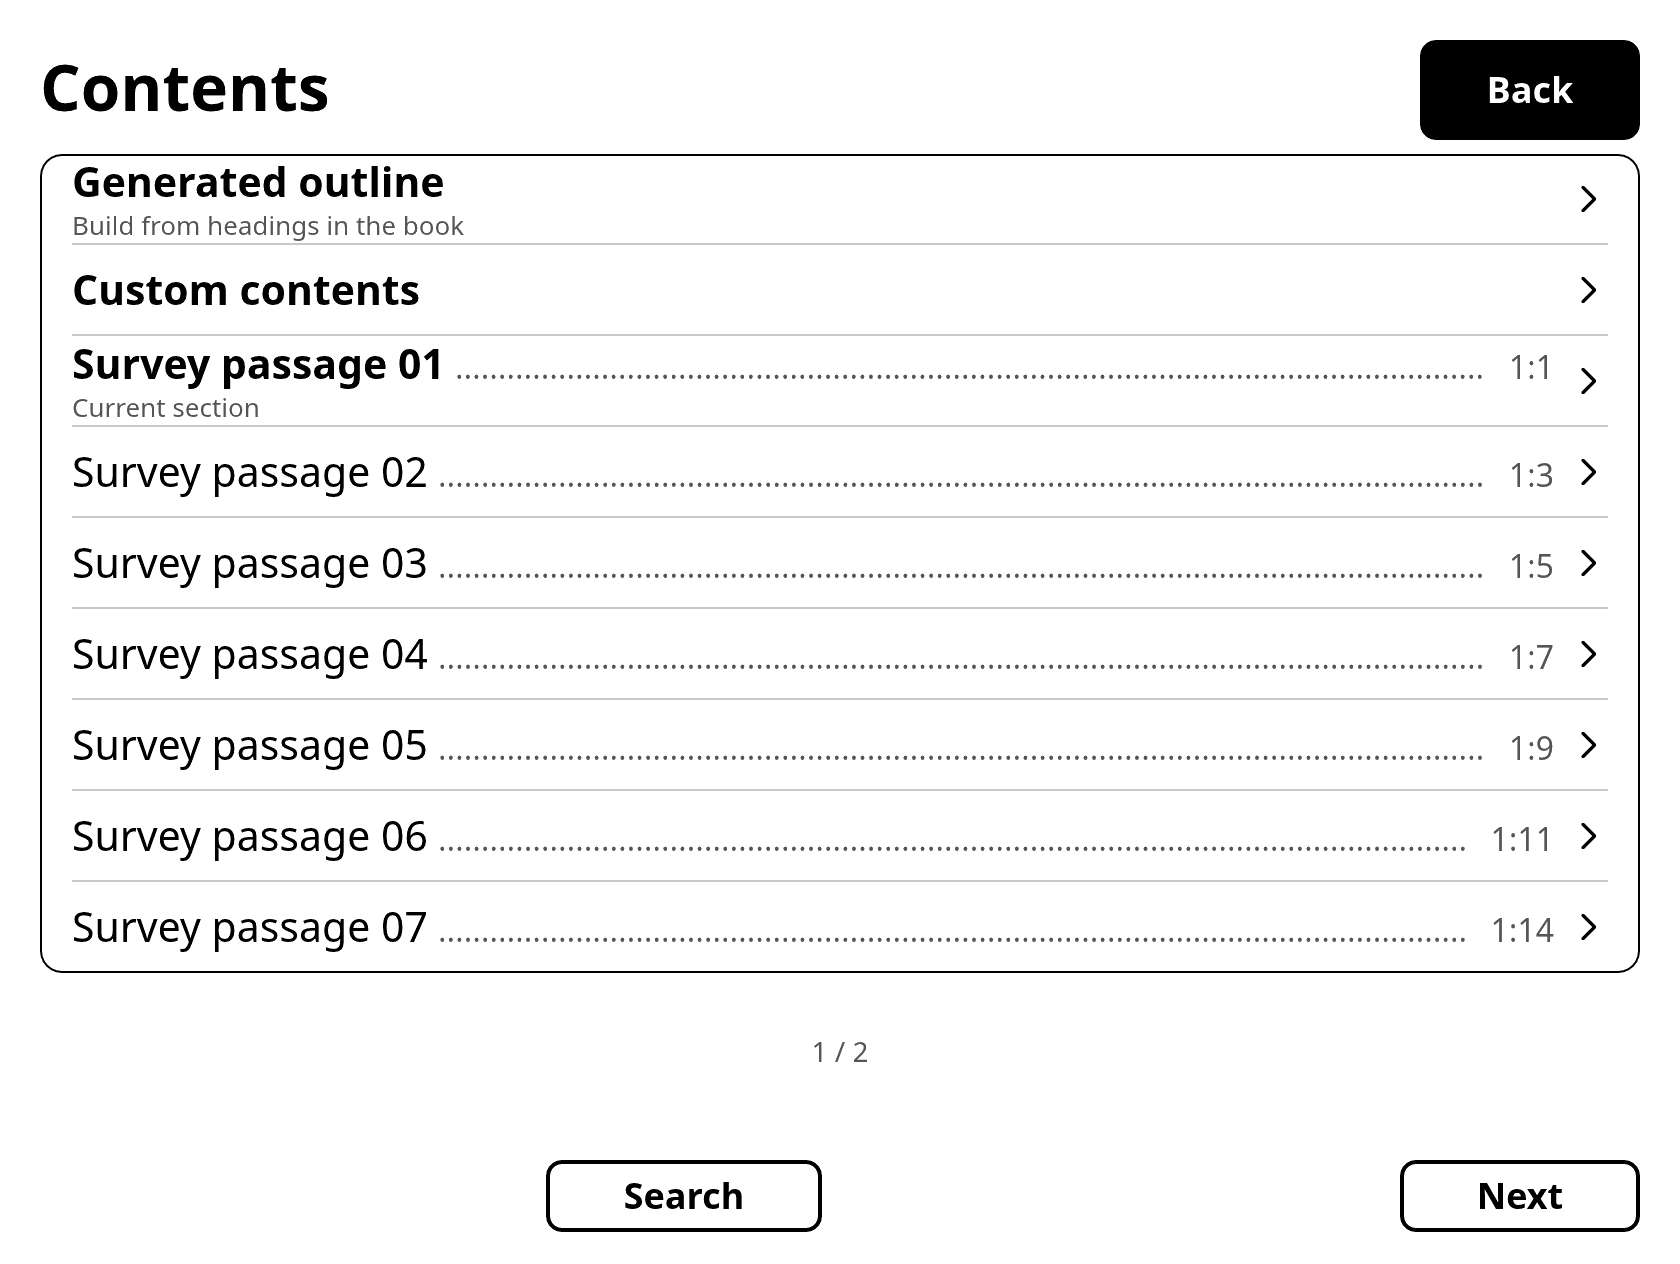 Contents
Back
Generated outline
Build from headings in the book
Custom contents
Survey passage 01 ........................................................................................................................ 1:1
Current section
Survey passage 02 ........................................................................................................................ 1:3
Survey passage 03 ........................................................................................................................ 1:5
Survey passage 04 ........................................................................................................................ 1:7
Survey passage 05 ........................................................................................................................ 1:9
Survey passage 06 ...................................................................................................................... 1:11
Survey passage 07 ...................................................................................................................... 1:14
1 / 2
Search
Next